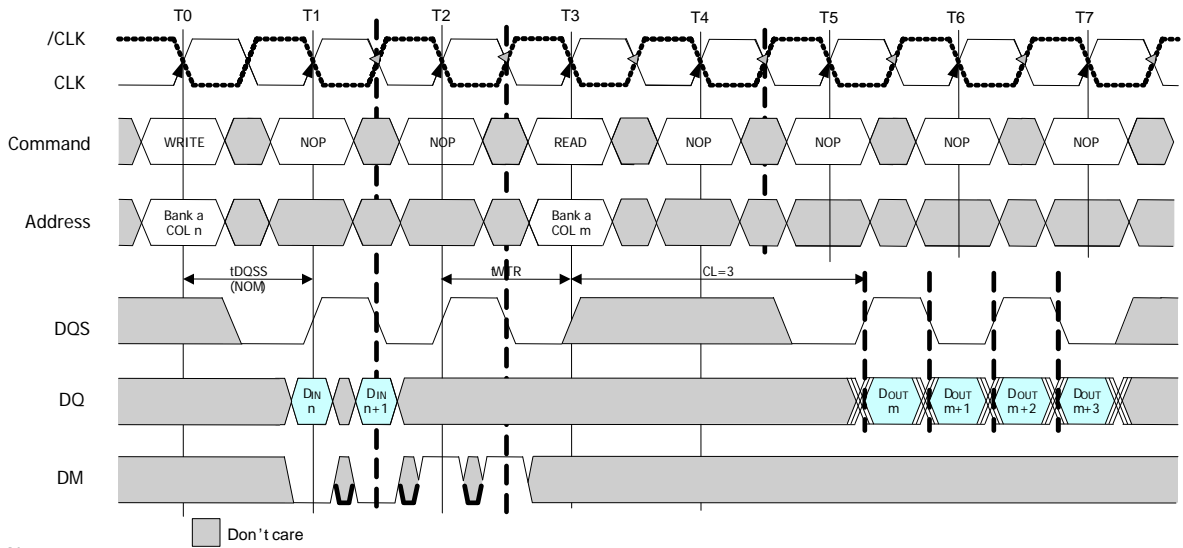 T0 T1 T2 T3 T4 T5 T6 T7
/CLK
CLK
Command WRITE NOP NOP READ NOP NOP NOP NOP
Address Bank a Bank a
COL n COL m
tDQSS tWTR CL=3
(NOM)
DQS
DQ DIN DIN DOUT DOUT DOUT DOUT
n n+1 m m+1 m+2 m+3
DM
Don't care